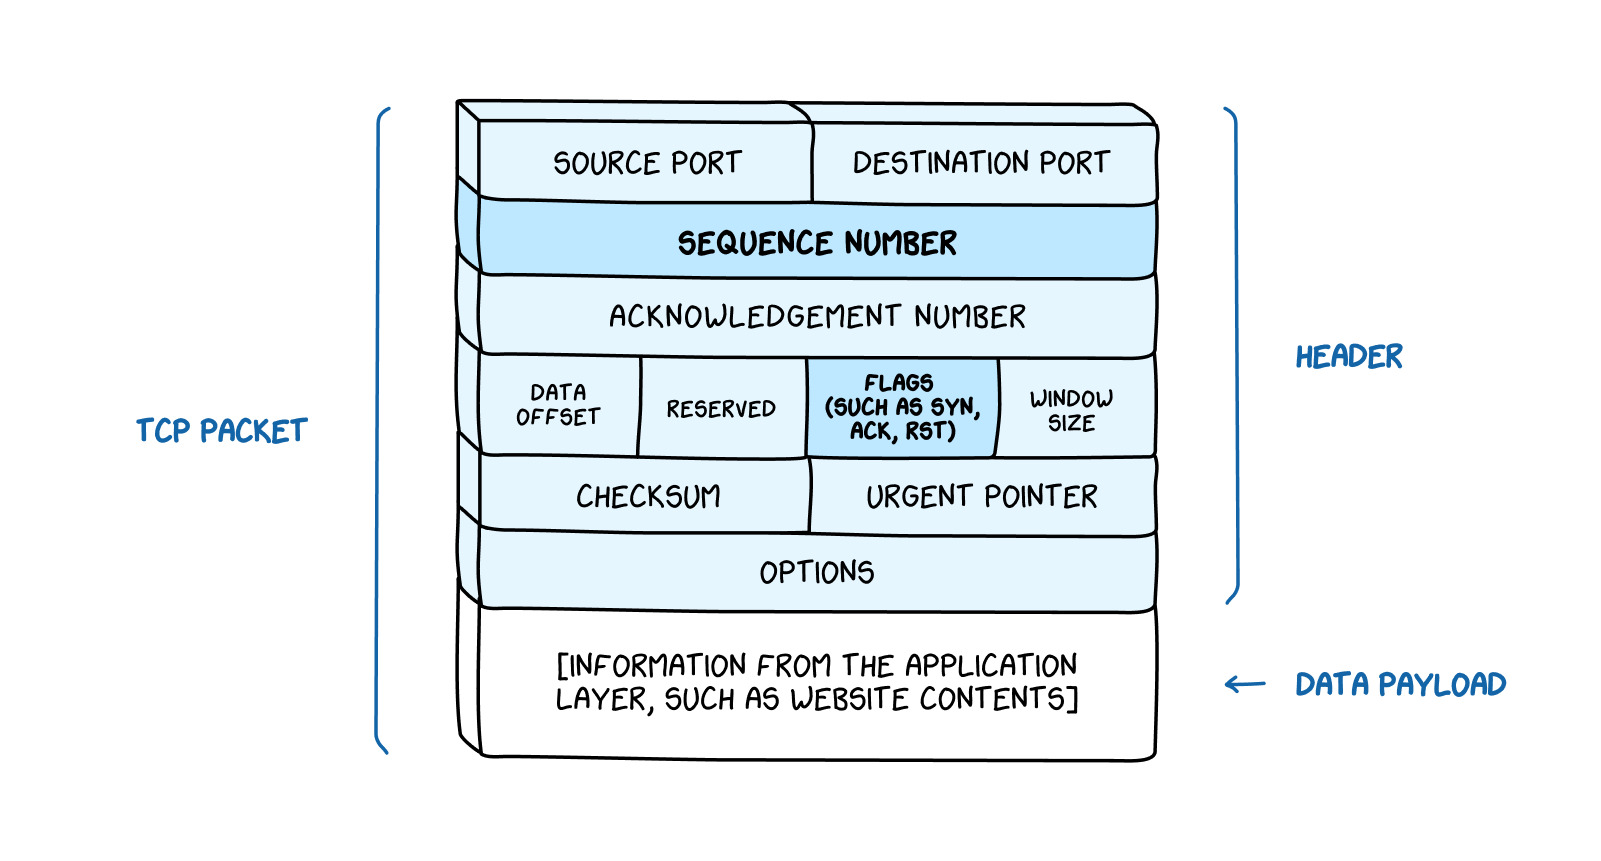 SOURCE PORT
DESTINATION PORT
SEQUENCE NUMBER
ACKNOWLEDGEMENT NUMBER
DATA
OFFSET
RESERVED
FLAGS
(SUCH AS SYN,
ACK, RST)
WINDOW
SIZE
CHECKSUM
URGENT POINTER
OPTIONS
[INFORMATION FROM THE APPLICATION
LAYER, SUCH AS WEBSITE CONTENTS]
TCP PACKET
HEADER
DATA PAYLOAD